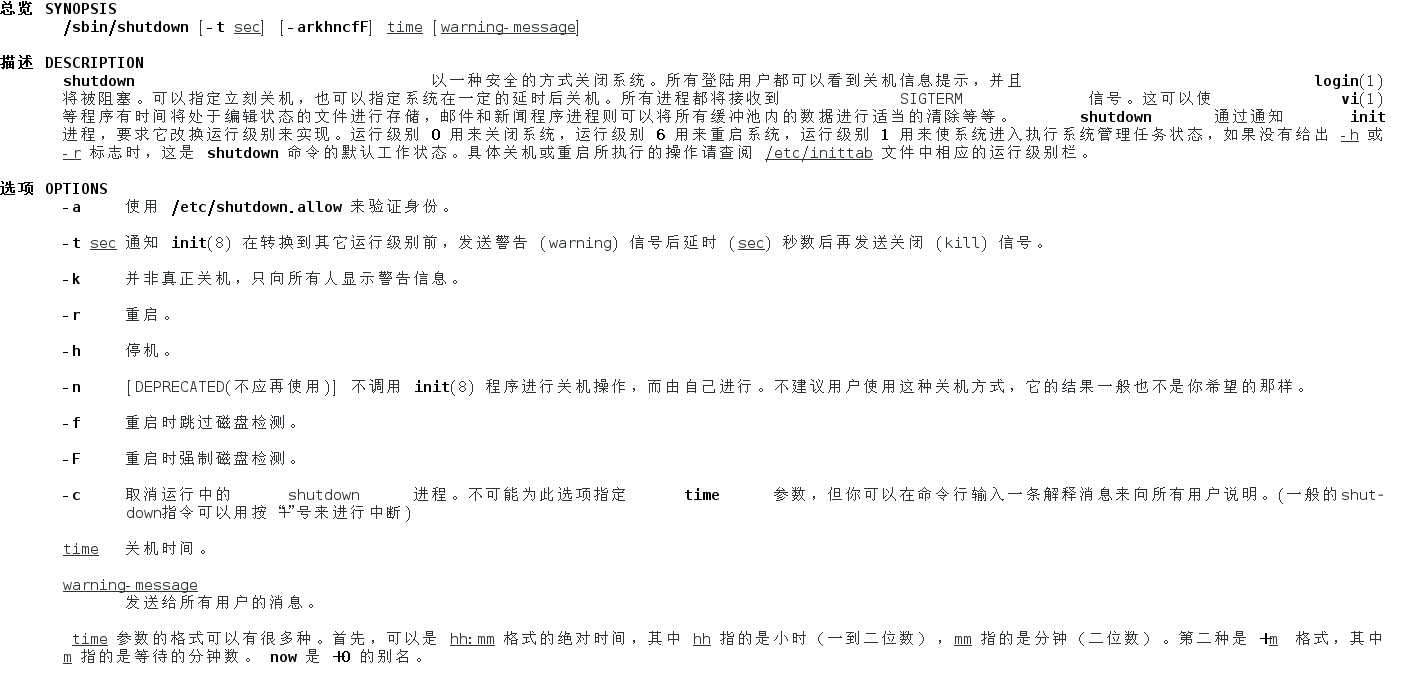 总览 SYNOPSIS
/sbin/shutdown [-t sec] [-arkhncfF] time [warning-message]
描述 DESCRIPTION
shutdown 以一种安全的方式关闭系统。所有登陆用户都可以看到关机信息提示，并且 login(1)
将被阻塞。可以指定立刻关机，也可以指定系统在一定的延时后关机。所有进程都将接收到 SIGTERM 信号。这可以使 vi(1)
等程序有时间将处于编辑状态的文件进行存储，邮件和新闻程序进程则可以将所有缓冲池内的数据进行适当的清除等等。 shutdown 通过通知 init
进程，要求它改换运行级别来实现。运行级别 0 用来关闭系统，运行级别 6 用来重启系统，运行级别 1 用来使系统进入执行系统管理任务状态，如果没有给出 -h 或
-r 标志时，这是 shutdown 命令的默认工作状态。具体关机或重启所执行的操作请查阅 /etc/inittab 文件中相应的运行级别栏。
选项 OPTIONS
-a 使用 /etc/shutdown.allow 来验证身份。
-t sec 通知 init(8) 在转换到其它运行级别前，发送警告 (warning) 信号后延时 (sec) 秒数后再发送关闭 (kill) 信号。
-k 并非真正关机，只向所有人显示警告信息。
-r 重启。
-h 停机。
-n [DEPRECATED(不应再使用)] 不调用 init(8) 程序进行关机操作，而由自己进行。不建议用户使用这种关机方式，它的结果一般也不是你希望的那样。
-f 重启时跳过磁盘检测。
-F 重启时强制磁盘检测。
-c 取消运行中的 shutdown 进程。不可能为此选项指定 time 参数，但你可以在命令行输入一条解释消息来向所有用户说明。(一般的shut-
down指令可以用按 “+”号来进行中断)
time 关机时间。
warning-message
发送给所有用户的消息。
time 参数的格式可以有很多种。首先，可以是 hh:mm 格式的绝对时间，其中 hh 指的是小时（一到二位数），mm 指的是分钟（二位数）。第二种是 +m 格式，其中
m 指的是等待的分钟数。 now 是 +0 的别名。